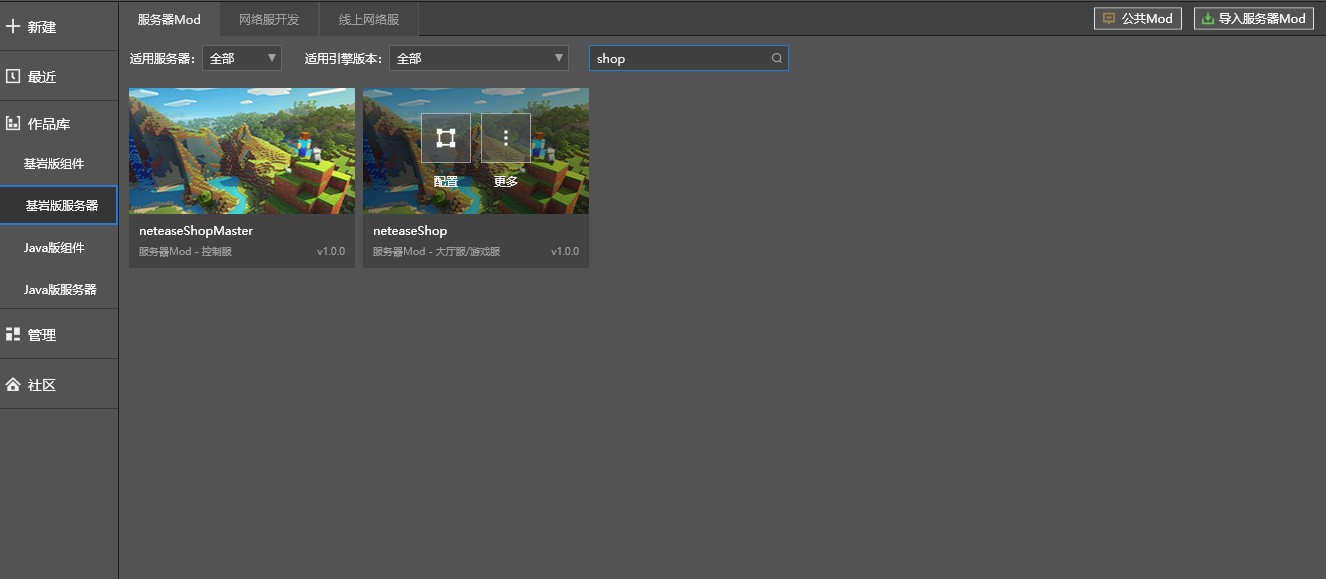 新建
最近
作品库
基岩版组件
基岩版服务器
Java版组件
Java版服务器
管理
社区
服务器Mod 网络服开发 线上网络服
公共Mod 导入服务器Mod
适用服务器: 全部 适用引擎版本: 全部 shop
配置 更多
neteaseShopMaster
服务器Mod - 控制服 v1.0.0
neteaseShop
服务器Mod - 大厅服/游戏服 v1.0.0